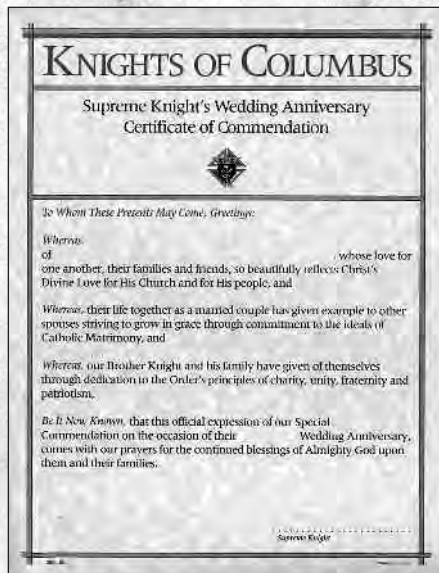 KNIGHTS OF COLUMBUS
Supreme Knight's Wedding Anniversary
Certificate of Commendation
To Whom These Presents May Come, Greetings:
Whereas,
of whose love for
one another, their families and friends, so beautifully reflects Christ's
Divine Love for His Church and for His people, and
Whereas, their life together as a married couple has given example to other
spouses striving to grow in grace through commitment to the ideals of
Catholic Matrimony, and
Whereas, our Brother Knight and his family have given of themselves
through dedication to the Order's principles of charity, unity, fraternity and
patriotism,
Be It Now Known, that this official expression of our Special
Commendation on the occasion of their Wedding Anniversary,
comes with our prayers for the continued blessings of Almighty God upon
them and their families.
Supreme Knight